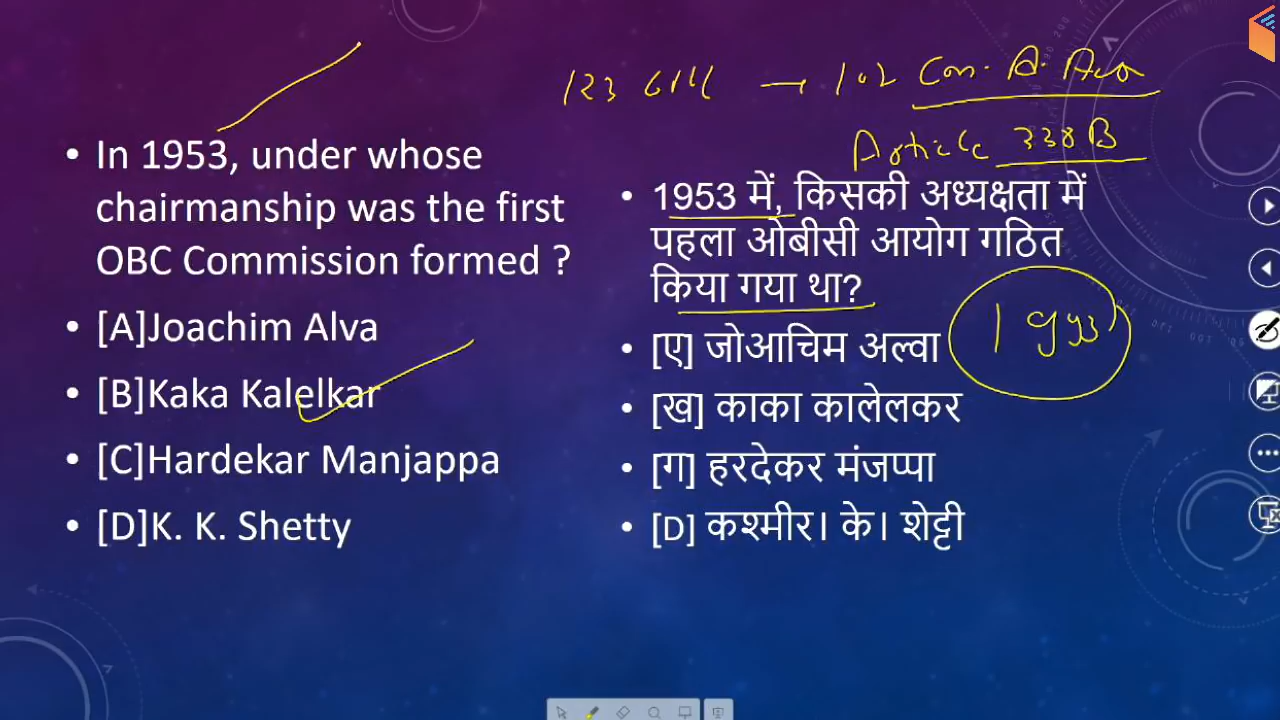 123 → 102 Con. A.
Article 338 B
• In 1953, under whose
chairmanship was the first
OBC Commission formed ?
• [A]Joachim Alva
• [B]Kaka Kalelkar
• [C]Hardekar Manjappa
• [D]K. K. Shetty
• 1953 में, किसकी अध्यक्षता में
पहला ओबीसी आयोग गठित
किया गया था?
• [ए] जोआचिम अल्वा
• [ख] काका कालेलकर
• [ग] हरदेकर मंजप्पा
• [D] कश्मीर। के। शेट्टी